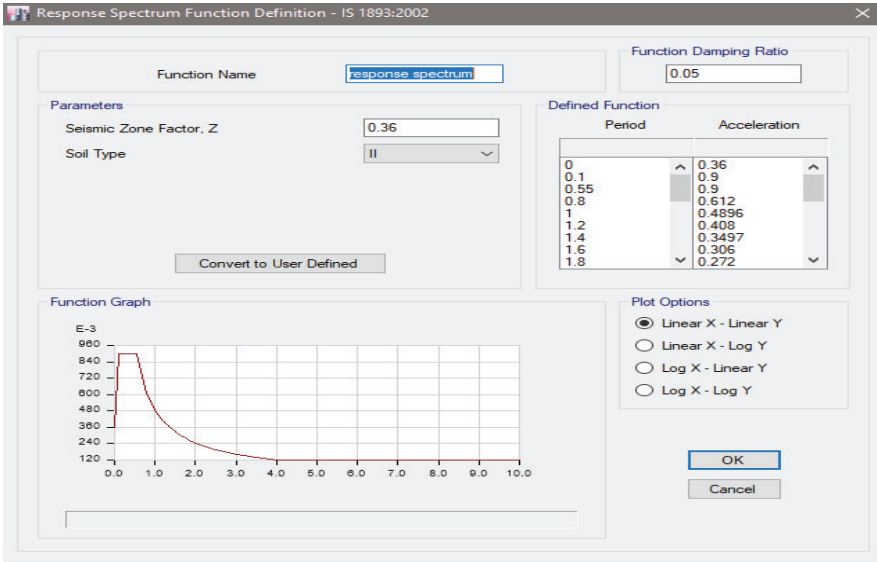 Response Spectrum Function Definition - IS 1893:2002
Function Damping Ratio
Function Name response spectrum 0.05
Parameters
Seismic Zone Factor, Z 0.36
Soil Type II
Convert to User Defined
Defined Function
Period Acceleration
0 0.36
0.1 0.9
0.55 0.9
0.8 0.612
1 0.4896
1.2 0.408
1.4 0.3497
1.6 0.306
1.8 0.272
Function Graph
E-3
960
840
720
600
480
360
240
120
0.0 1.0 2.0 3.0 4.0 5.0 6.0 7.0 8.0 9.0 10.0
Plot Options
Linear X - Linear Y
Linear X - Log Y
Log X - Linear Y
Log X - Log Y
OK
Cancel